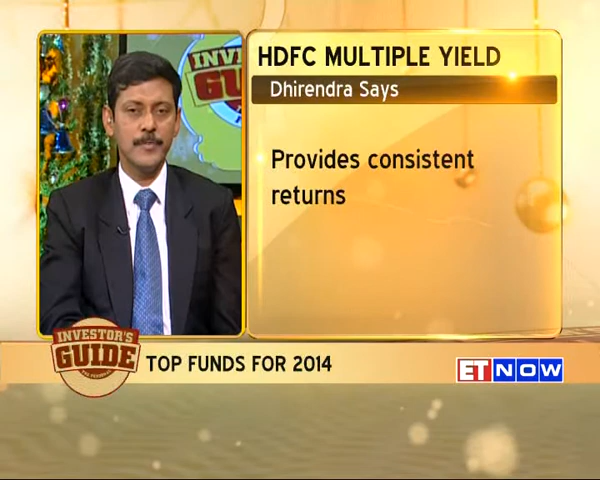 HDFC MULTIPLE YIELD
Dhirendra Says
Provides consistent
returns
INVESTOR'S
GUIDE
TOP FUNDS FOR 2014
ET NOW